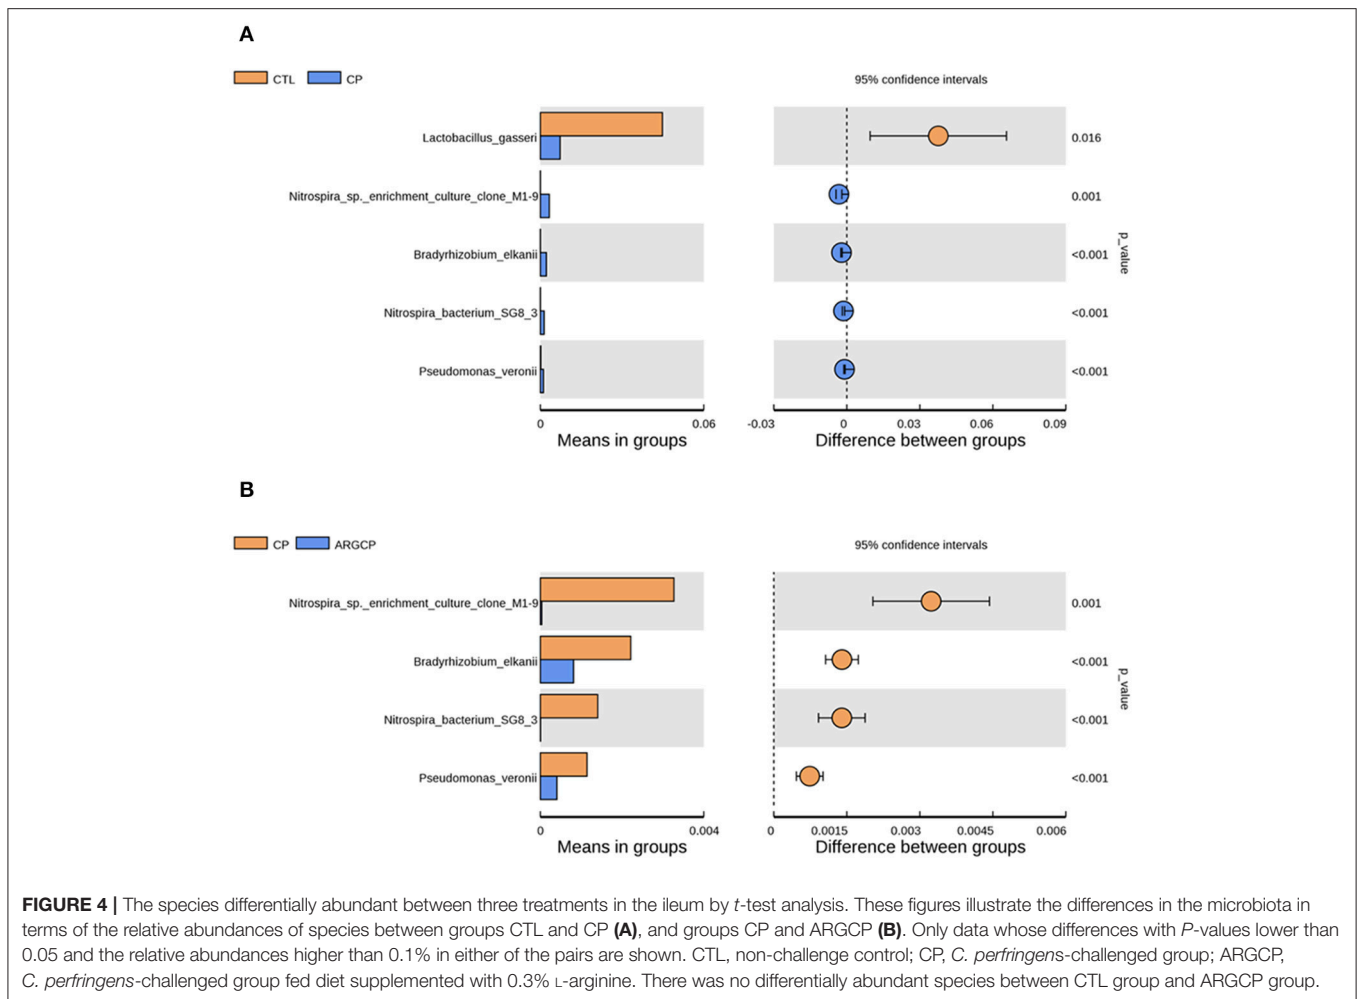 A
CTL CP
95% confidence intervals
Lactobacillus_gasseri 0.016
Nitrospira_sp._enrichment_culture_clone_M1-9 0.001
Bradyrhizobium_elkanii <0.001
Nitrospira_bacterium_SG8_3 <0.001
Pseudomonas_veronii <0.001
p_value
0 0.06 -0.03 0 0.03 0.06 0.09
Means in groups Difference between groups
B
CP ARGCP
95% confidence intervals
Nitrospira_sp._enrichment_culture_clone_M1-9 0.001
Bradyrhizobium_elkanii <0.001
Nitrospira_bacterium_SG8_3 <0.001
Pseudomonas_veronii <0.001
p_value
0 0.004 0 0.0015 0.003 0.0045 0.006
Means in groups Difference between groups
FIGURE 4 | The species differentially abundant between three treatments in the ileum by t-test analysis. These figures illustrate the differences in the microbiota in
terms of the relative abundances of species between groups CTL and CP (A), and groups CP and ARGCP (B). Only data whose differences with P-values lower than
0.05 and the relative abundances higher than 0.1% in either of the pairs are shown. CTL, non-challenge control; CP, C. perfringens-challenged group; ARGCP,
C. perfringens-challenged group fed diet supplemented with 0.3% L-arginine. There was no differentially abundant species between CTL group and ARGCP group.